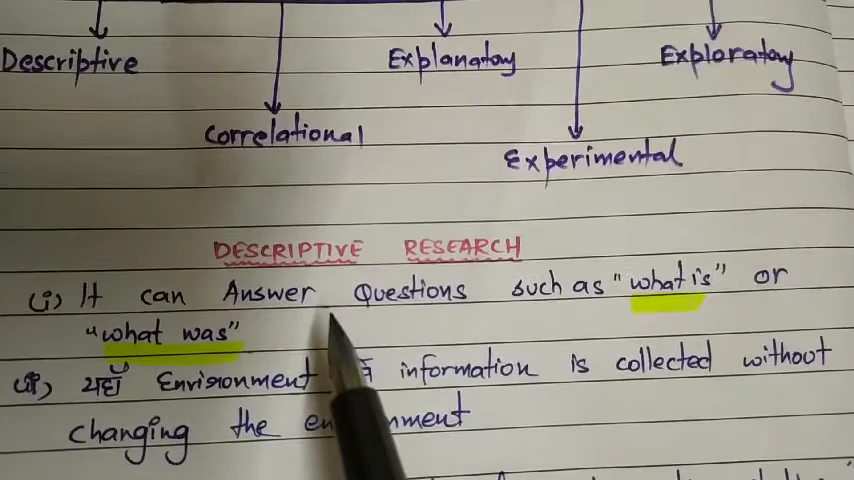 Descriptive
Explanatory
Exploratory
Correlational
Experimental
DESCRIPTIVE RESEARCH
(i) It can Answer Questions such as "what is" or
"what was"
(ii) यहाँ Environment information is collected without
changing the